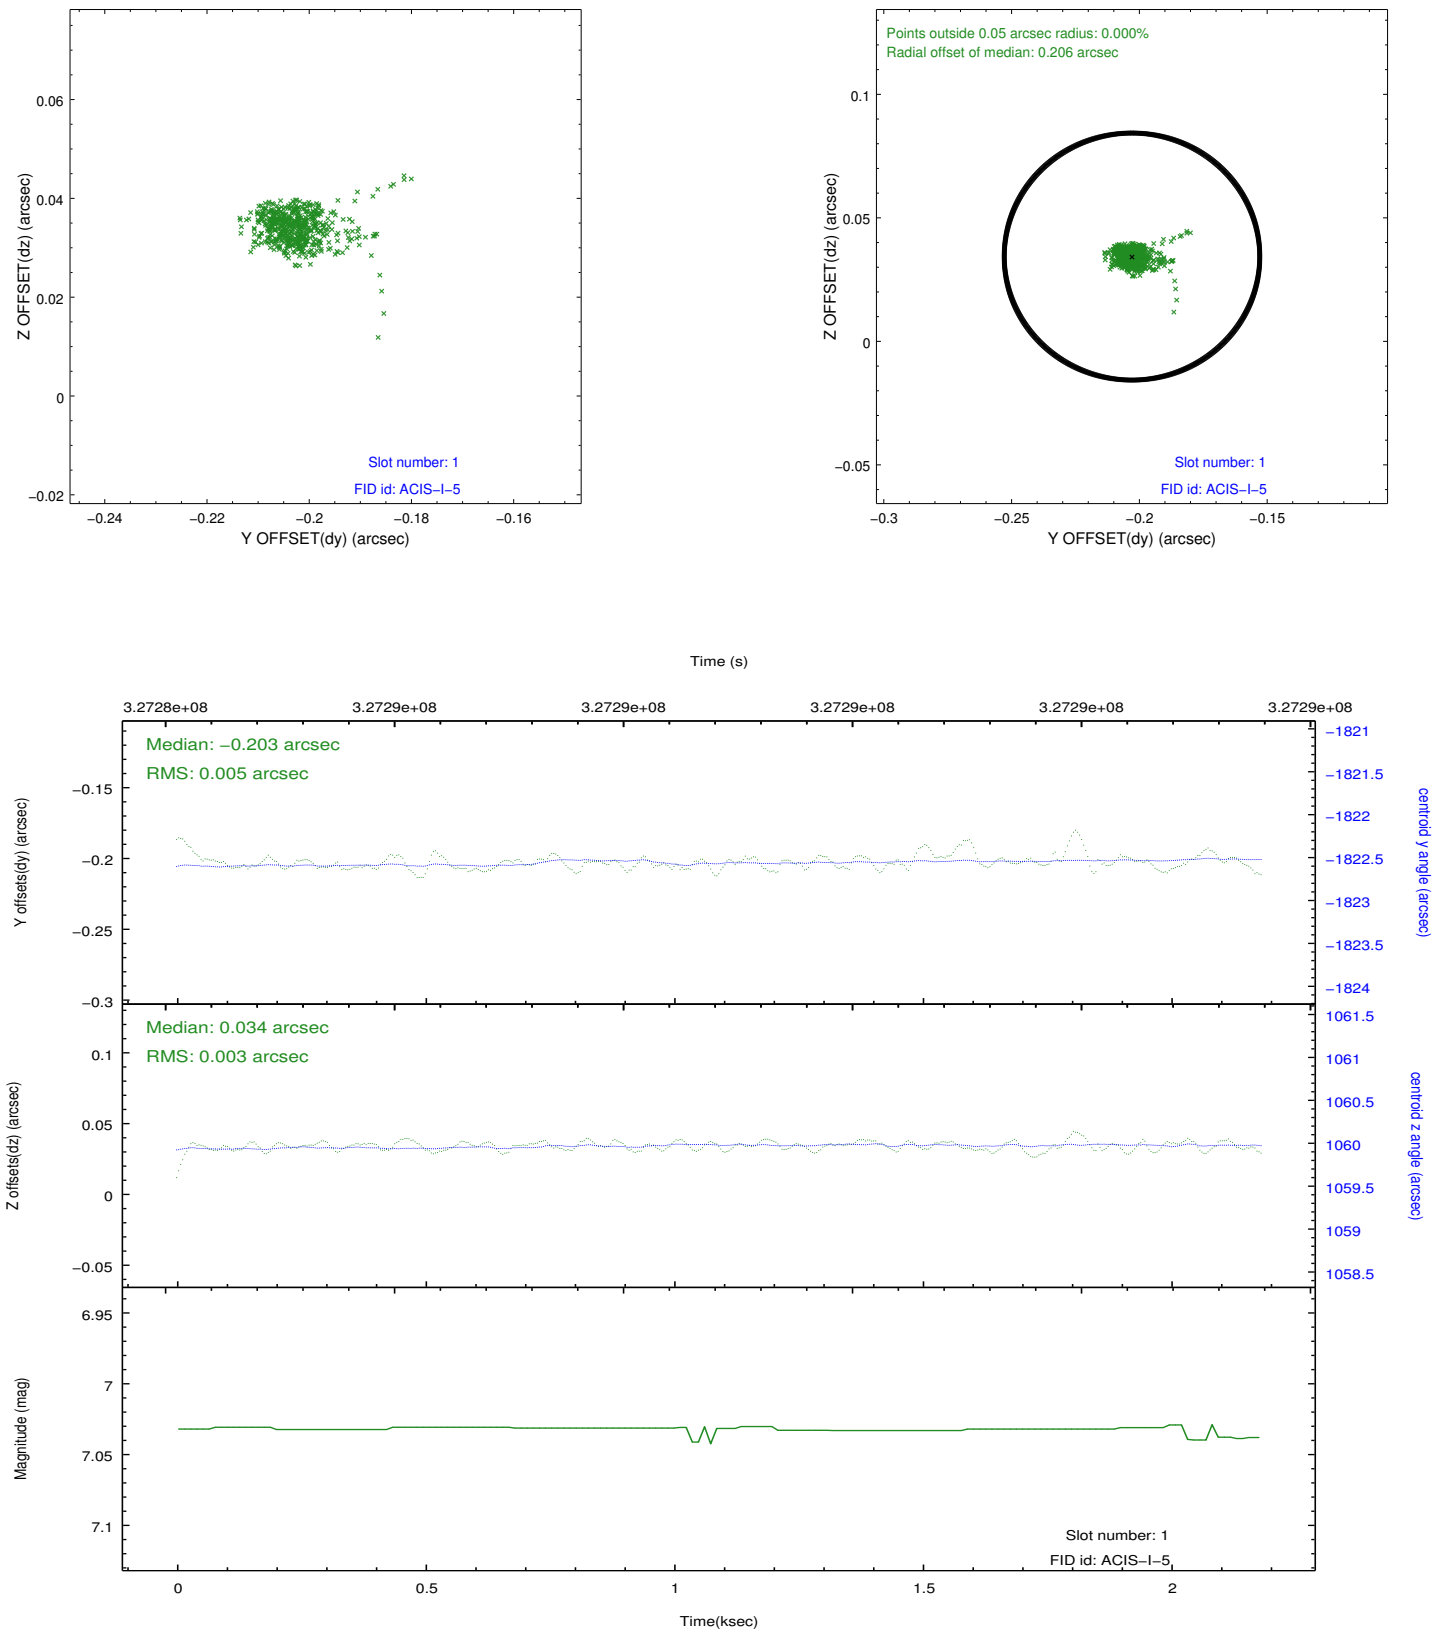 0.06
0.04
0.02
0
−0.02
Z OFFSET(dz) (arcsec)
Slot number: 1
FID id: ACIS−I−5
−0.24
−0.22
−0.2
−0.18
−0.16
Y OFFSET(dy) (arcsec)
Points outside 0.05 arcsec radius: 0.000%
Radial offset of median: 0.206 arcsec
0.1
0.05
0
−0.05
Z OFFSET(dz) (arcsec)
Slot number: 1
FID id: ACIS−I−5
−0.3
−0.25
−0.2
−0.15
Y OFFSET(dy) (arcsec)
Time (s)
3.2728e+08
3.2729e+08
3.2729e+08
3.2729e+08
3.2729e+08
3.2729e+08
Median: −0.203 arcsec
RMS: 0.005 arcsec
−0.15
−0.2
−0.25
−0.3
Y offsets(dy) (arcsec)
−1821
−1821.5
−1822
−1822.5
−1823
−1823.5
−1824
centroid y angle (arcsec)
Median: 0.034 arcsec
RMS: 0.003 arcsec
0.1
0.05
0
−0.05
Z offsets(dz) (arcsec)
1061.5
1061
1060.5
1060
1059.5
1059
1058.5
centroid z angle (arcsec)
6.95
7
7.05
7.1
Magnitude (mag)
Slot number: 1
FID id: ACIS−I−5
0
0.5
1
1.5
2
Time(ksec)